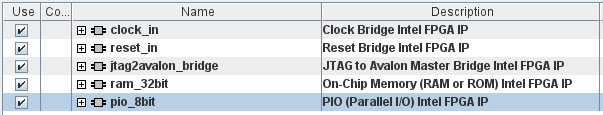 Use Co... Name Description
clock_in Clock Bridge Intel FPGA IP
reset_in Reset Bridge Intel FPGA IP
jtag2avalon_bridge JTAG to Avalon Master Bridge Intel FPGA IP
ram_32bit On-Chip Memory (RAM or ROM) Intel FPGA IP
pio_8bit PIO (Parallel I/O) Intel FPGA IP